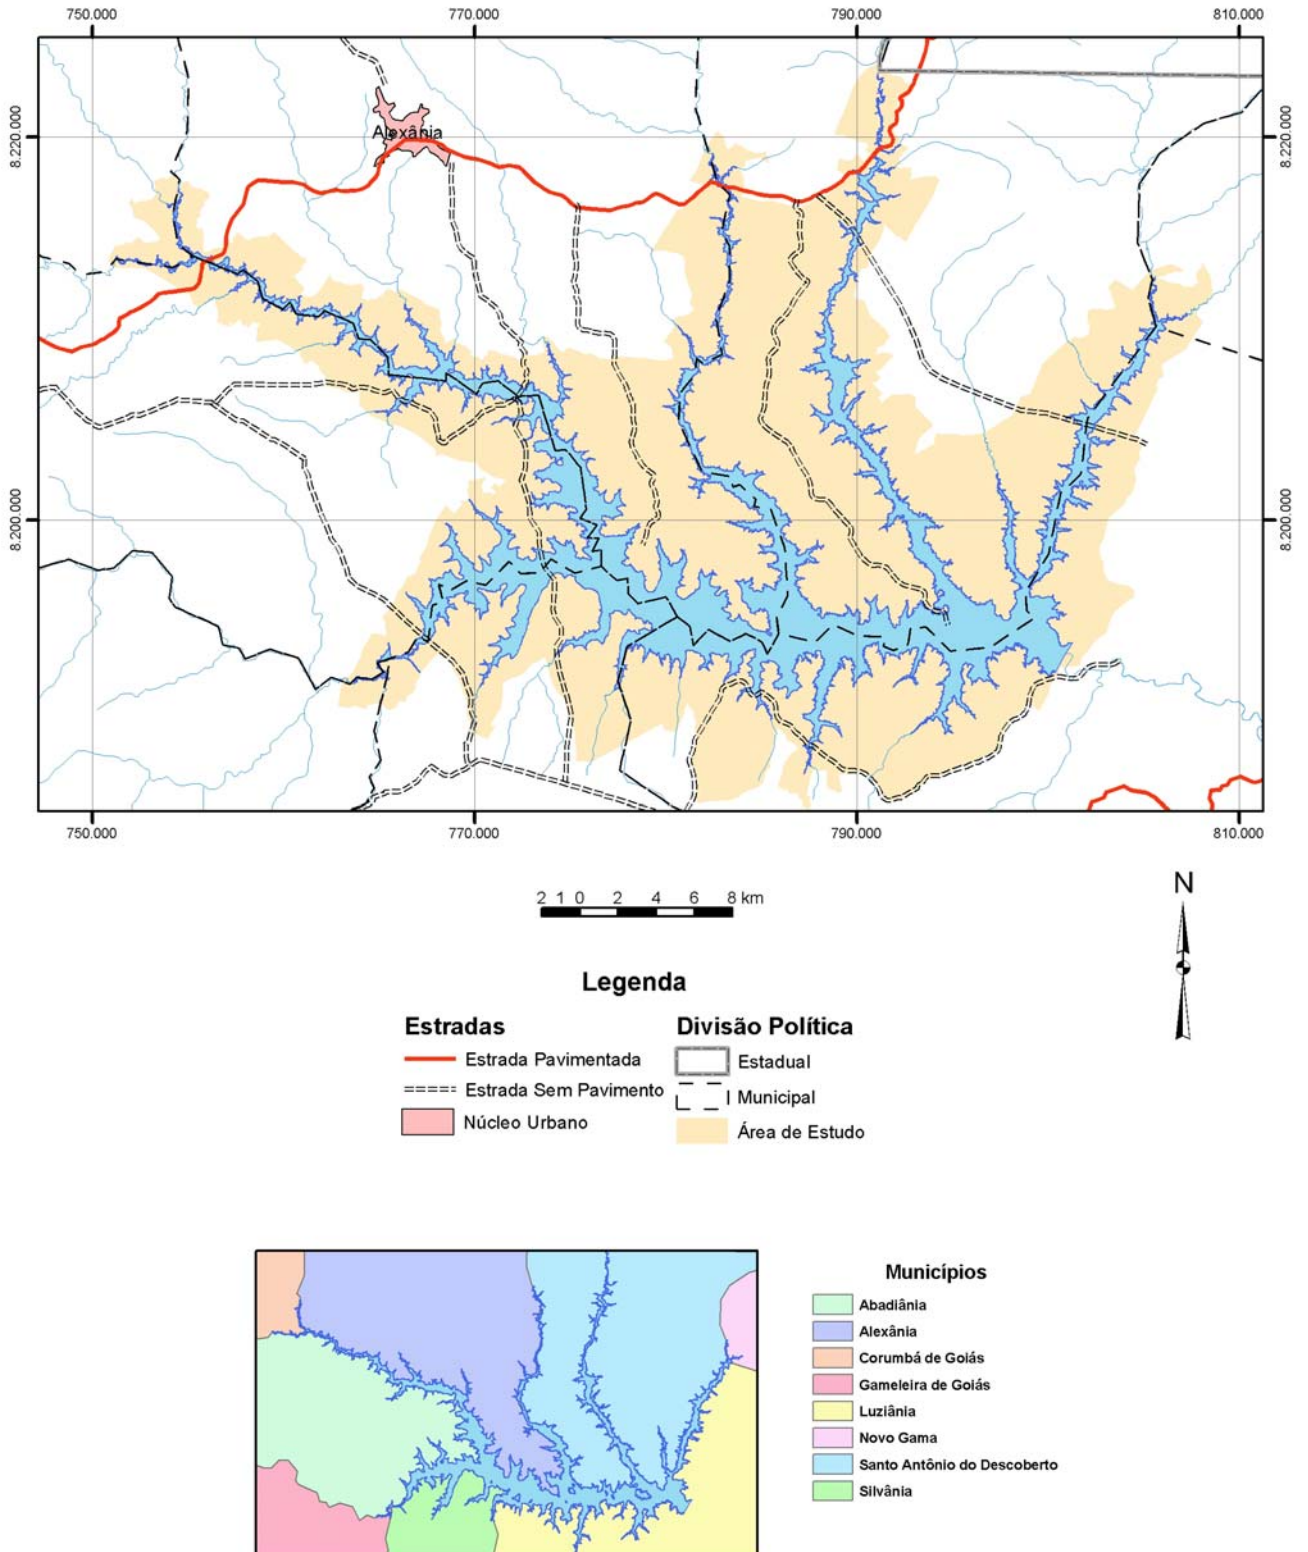 750.000 770.000 790.000 810.000
8.220.000 8.220.000
Alexânia
8.200.000 8.200.000
750.000 770.000 790.000 810.000
2 1 0 2 4 6 8 km
N
Legenda
Estradas
Estrada Pavimentada
Estrada Sem Pavimento
Núcleo Urbano
Divisão Política
Estadual
Municipal
Área de Estudo
Municípios
Abadiânia
Alexânia
Corumbá de Goiás
Gameleira de Goiás
Luziânia
Novo Gama
Santo Antônio do Descoberto
Silvânia